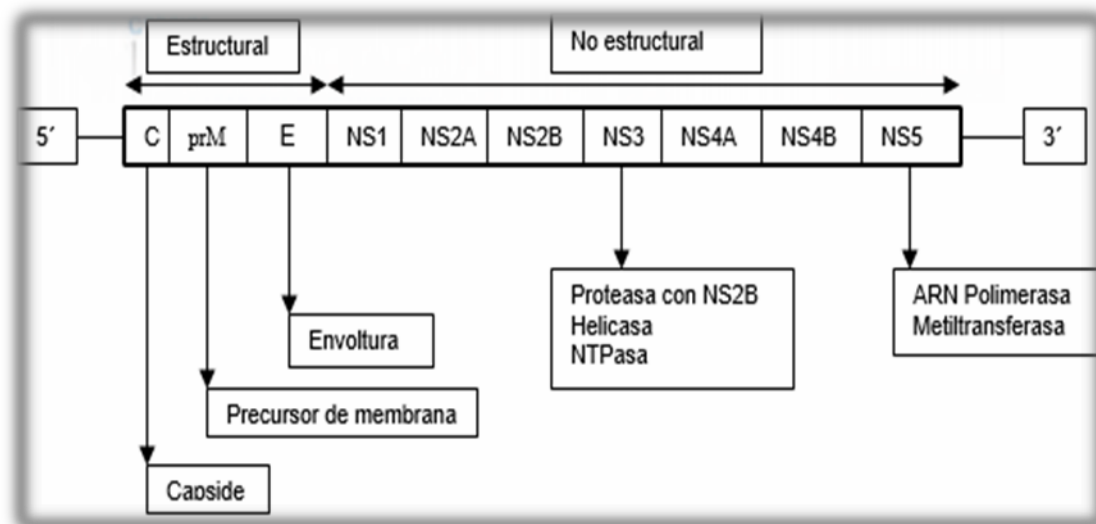 Estructural
No estructural
5´
C
prM
E
NS1
NS2A
NS2B
NS3
NS4A
NS4B
NS5
3´
Proteasa con NS2B
Helicasa
NTPasa
ARN Polimerasa
Metiltransferasa
Envoltura
Precursor de membrana
Capside